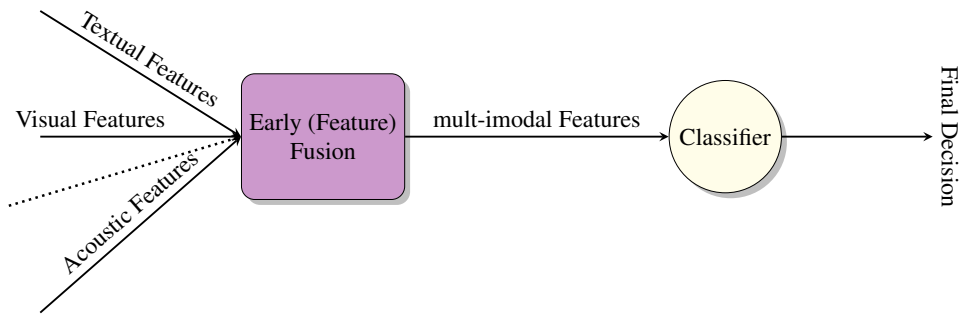 Textual Features
Visual Features
Acoustic Features
Early (Feature)
Fusion
mult-imodal Features
Classifier
Final Decision